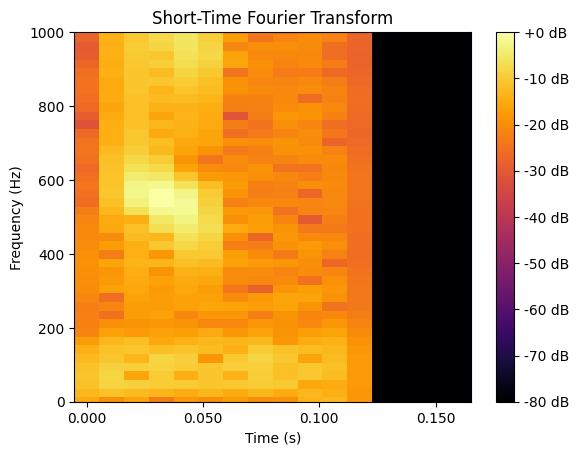 Short-Time Fourier Transform
Frequency (Hz)
1000
800
600
400
200
0
0.000
0.050
0.100
0.150
Time (s)
+0 dB
-10 dB
-20 dB
-30 dB
-40 dB
-50 dB
-60 dB
-70 dB
-80 dB